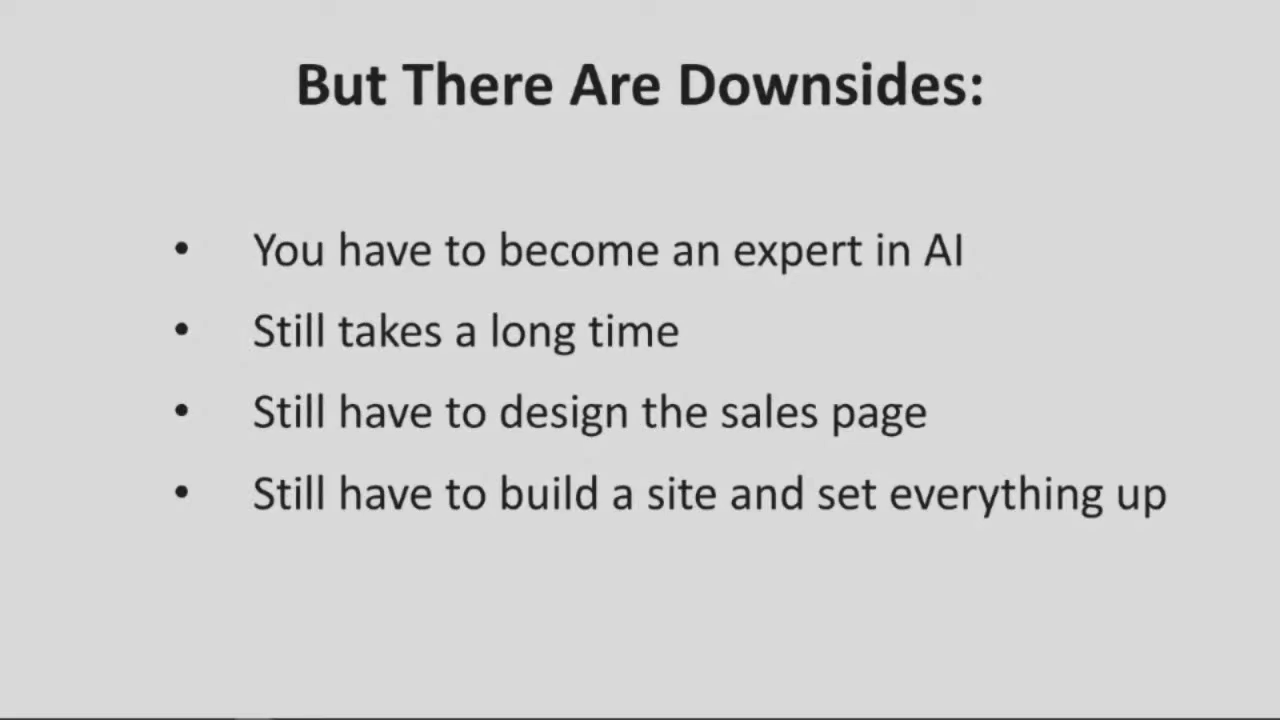 But There Are Downsides:
• You have to become an expert in AI
• Still takes a long time
• Still have to design the sales page
• Still have to build a site and set everything up